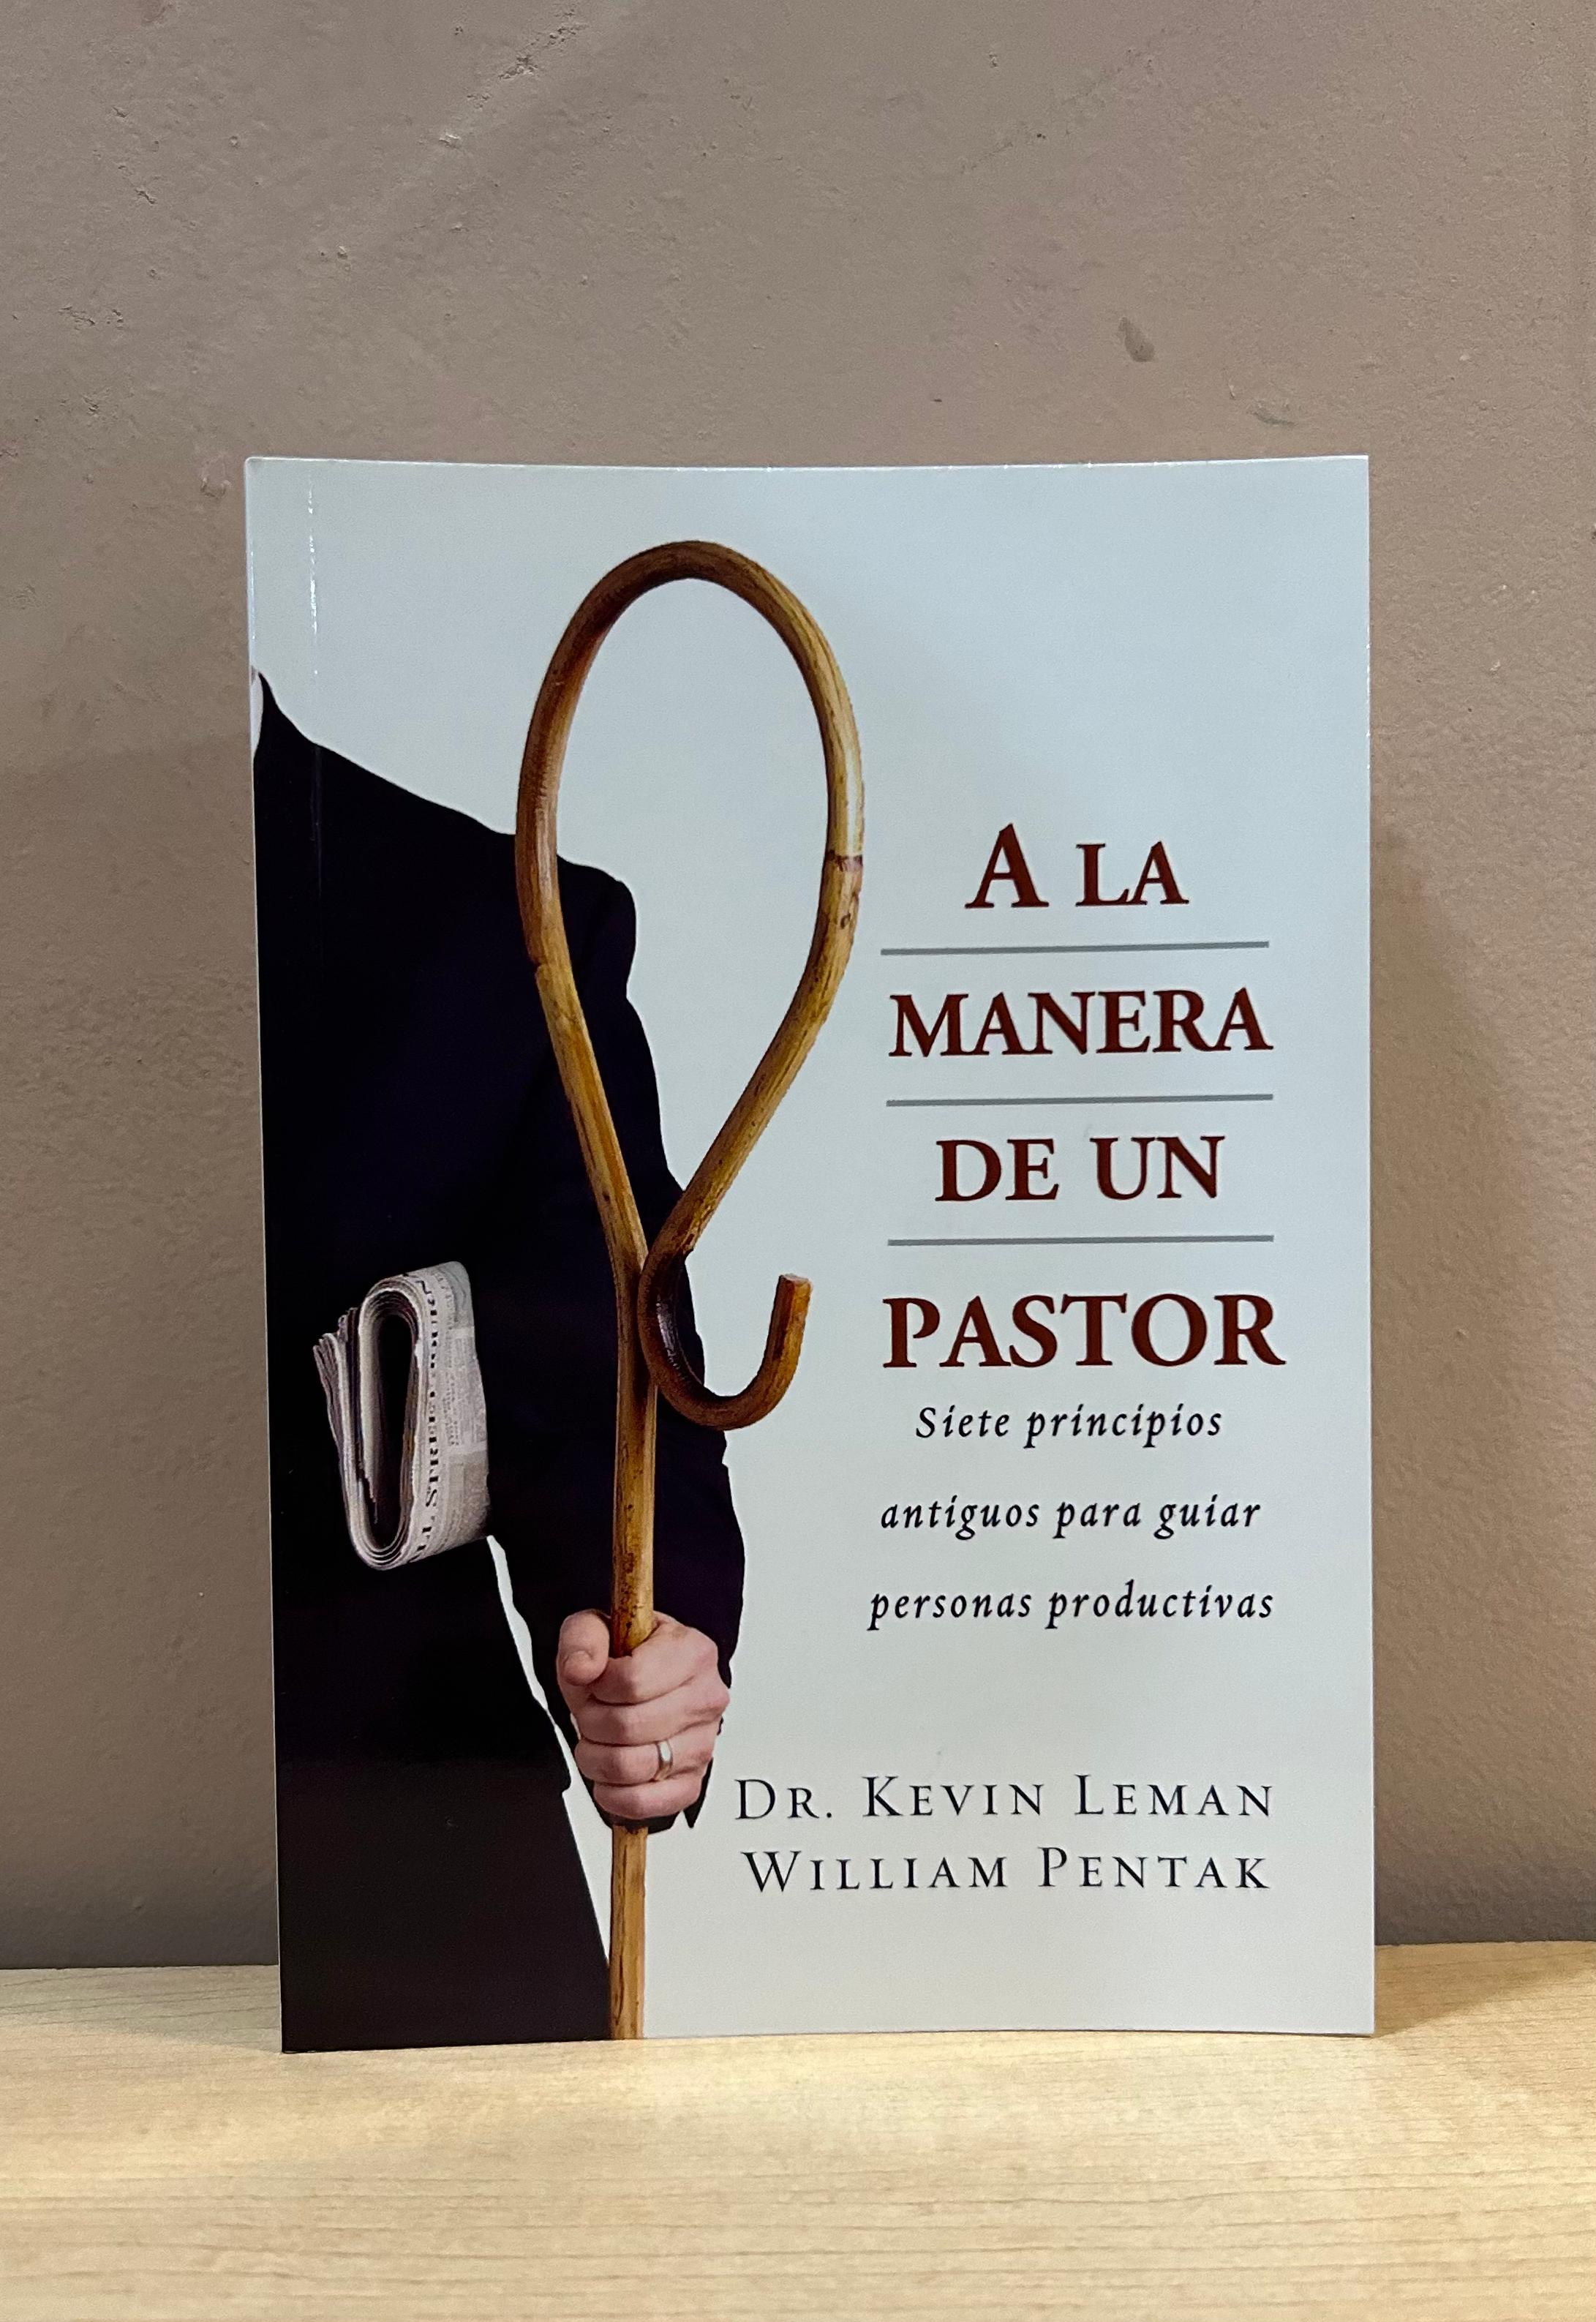 A LA
MANERA
DE UN
PASTOR
Siete principios
antiguos para guiar
personas productivas
DR. KEVIN LEMAN
WILLIAM PENTAK